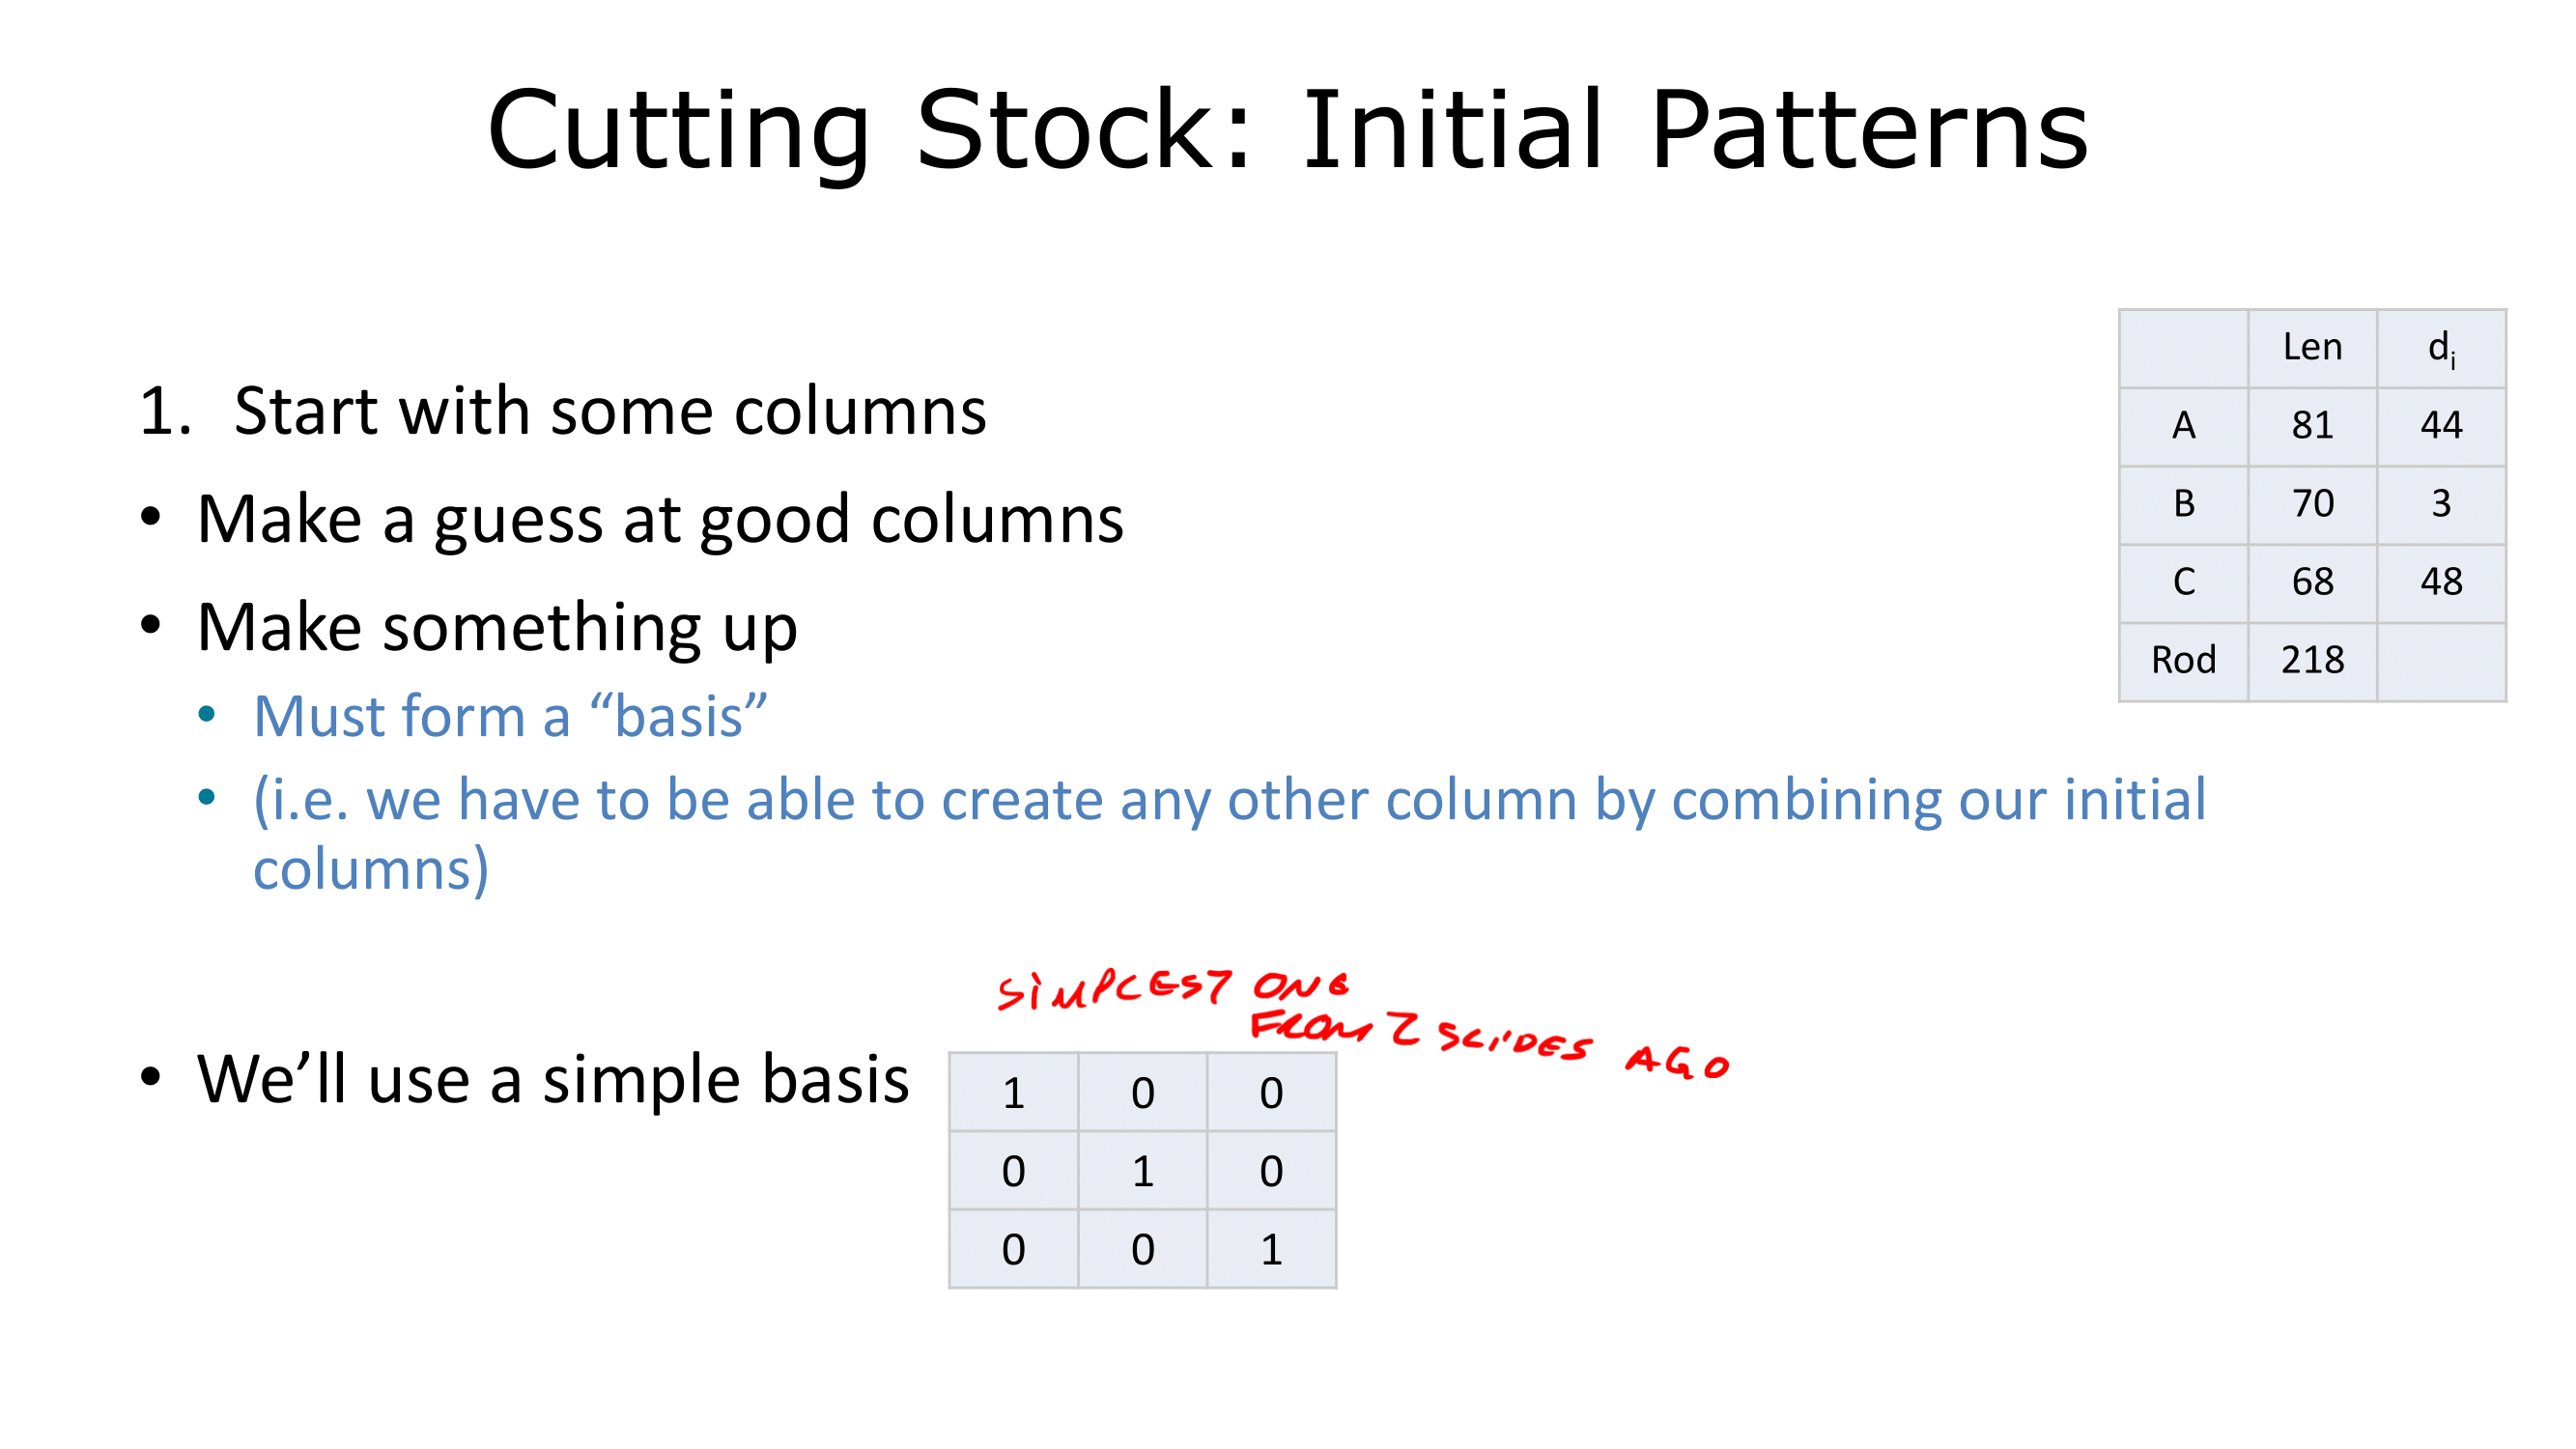 Cutting Stock: Initial Patterns
1. Start with some columns
• Make a guess at good columns
• Make something up
• Must form a “basis”
• (i.e. we have to be able to create any other column by combining our initial
columns)
Len di
A 81 44
B 70 3
C 68 48
Rod 218
SiMPLEST ONE
FROM 2 SLiDES AGO
• We’ll use a simple basis
1 0 0
0 1 0
0 0 1